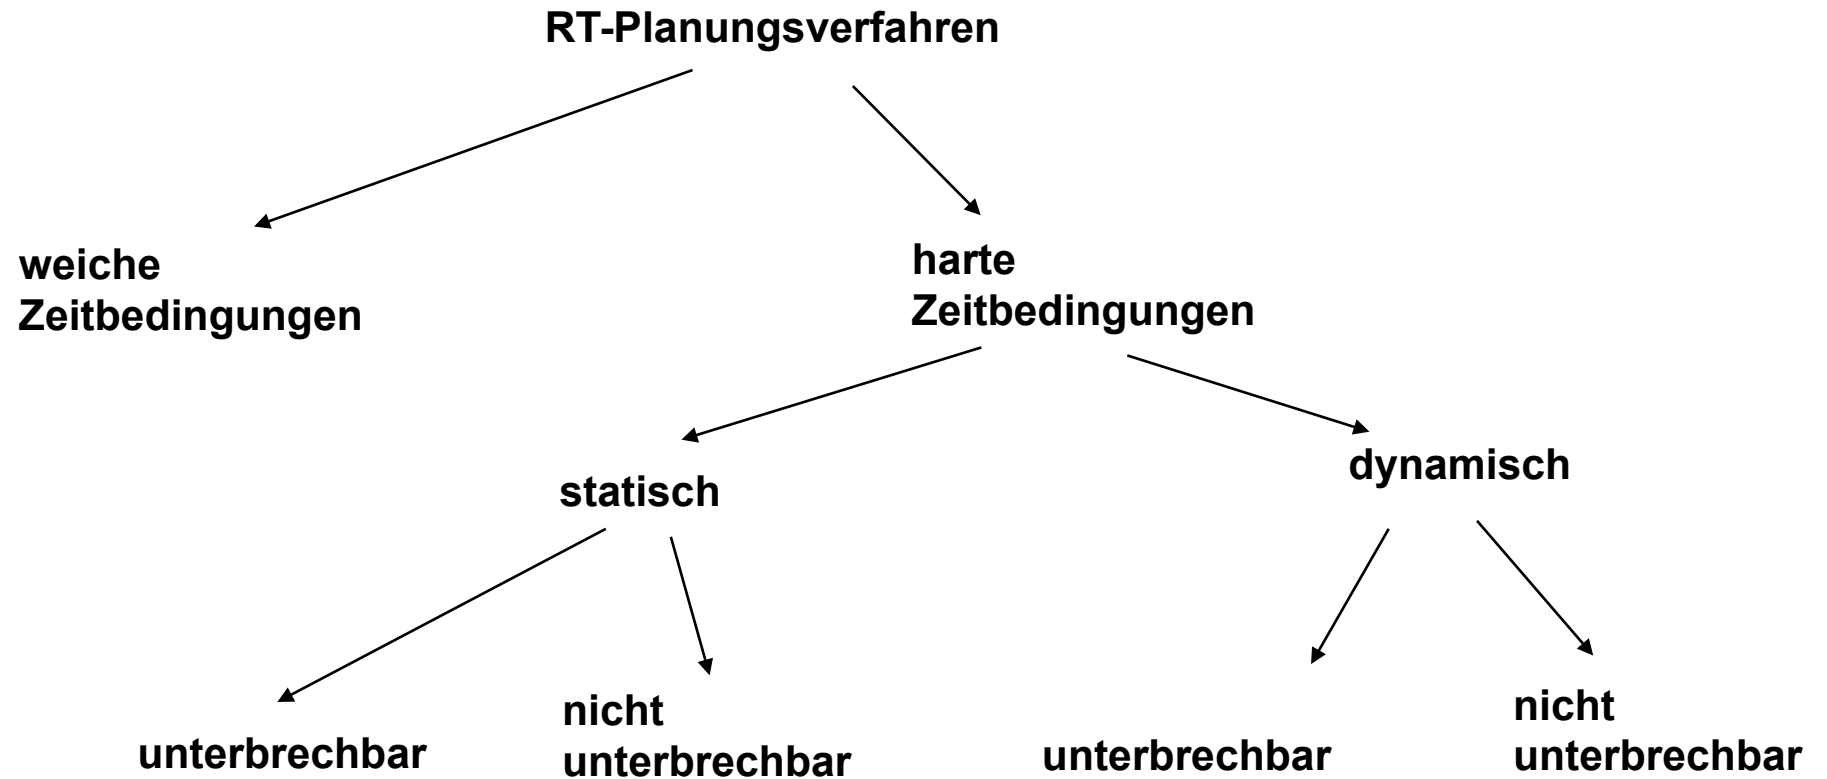 RT-Planungsverfahren
weiche
Zeitbedingungen
harte
Zeitbedingungen
statisch
dynamisch
unterbrechbar
nicht
unterbrechbar
unterbrechbar
nicht
unterbrechbar